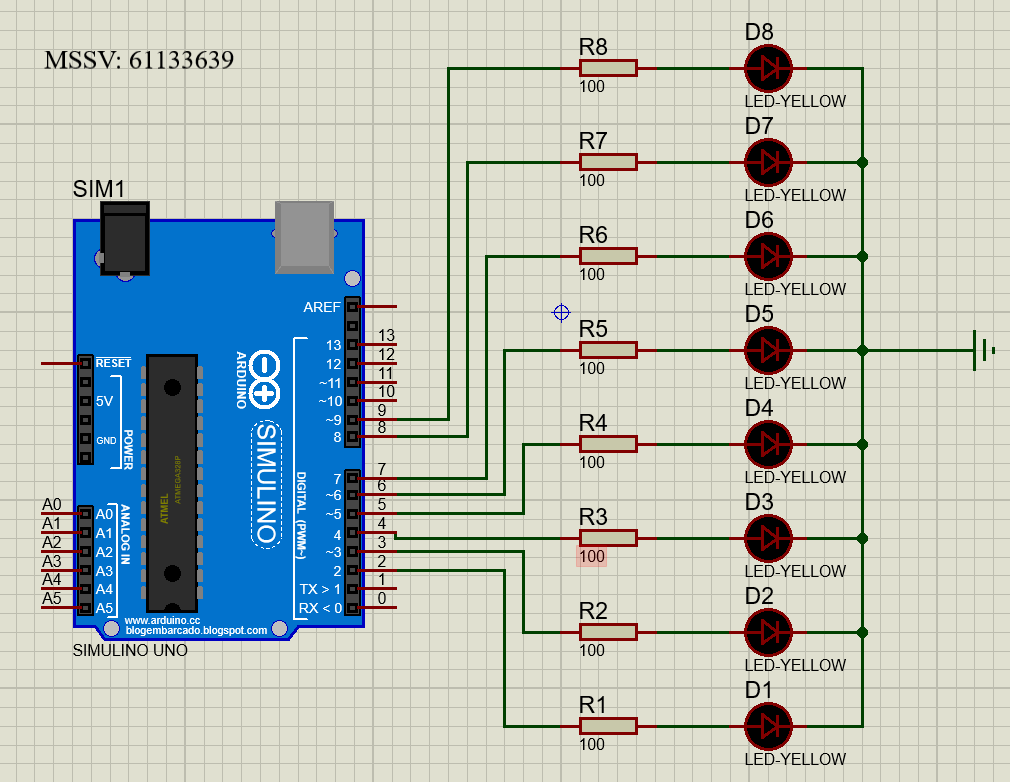 MSSV: 61133639
SIM1
AREF
13
12
~11
~10
~9
8
7
~6
~5
4
~3
2
TX > 1
RX < 0
13
12
11
10
9
8
7
6
5
4
3
2
1
0
RESET
5V
GND
POWER
A0
A1
A2
A3
A4
A5
A0
A1
A2
A3
A4
A5
ANALOG IN
ATMEL
ATMEGA328P
ARDUINO
SIMULINO
DIGITAL (PWM~)
www.arduino.cc
blogembarcado.blogspot.com
SIMULINO UNO
R8
100
D8
LED-YELLOW
R7
100
D7
LED-YELLOW
R6
100
D6
LED-YELLOW
R5
100
D5
LED-YELLOW
R4
100
D4
LED-YELLOW
R3
100
D3
LED-YELLOW
R2
100
D2
LED-YELLOW
R1
100
D1
LED-YELLOW